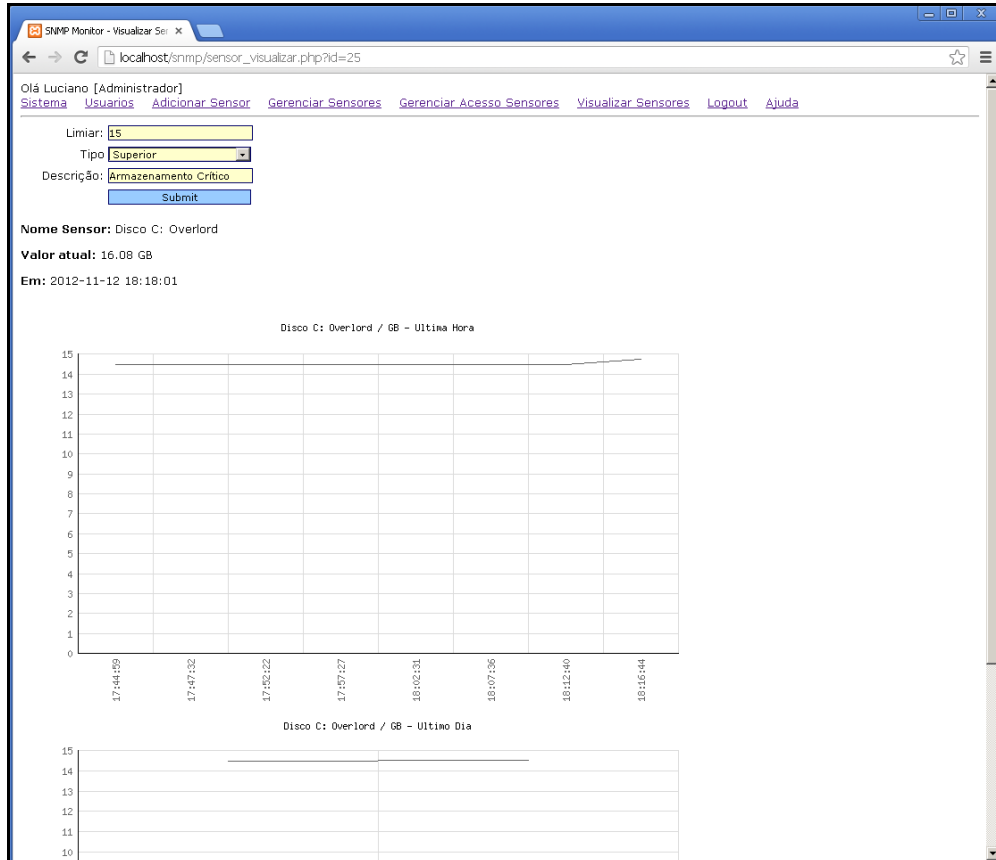 SNMP Monitor - Visualizar Ser
localhost/snmp/sensor_visualizar.php?id=25
Olá Luciano [Administrador]
Sistema Usuarios Adicionar Sensor Gerenciar Sensores Gerenciar Acesso Sensores Visualizar Sensores Logout Ajuda
Limiar: 15
Tipo Superior
Descrição: Armazenamento Crítico
Submit
Nome Sensor: Disco C: Overlord
Valor atual: 16.08 GB
Em: 2012-11-12 18:18:01
Disco C: Overlord / GB - Ultima Hora
15
14
13
12
11
10
9
8
7
6
5
4
3
2
1
0
17:44:59
17:47:32
17:52:22
17:57:27
18:02:31
18:07:36
18:12:40
18:16:44
Disco C: Overlord / GB - Ultimo Dia
15
14
13
12
11
10